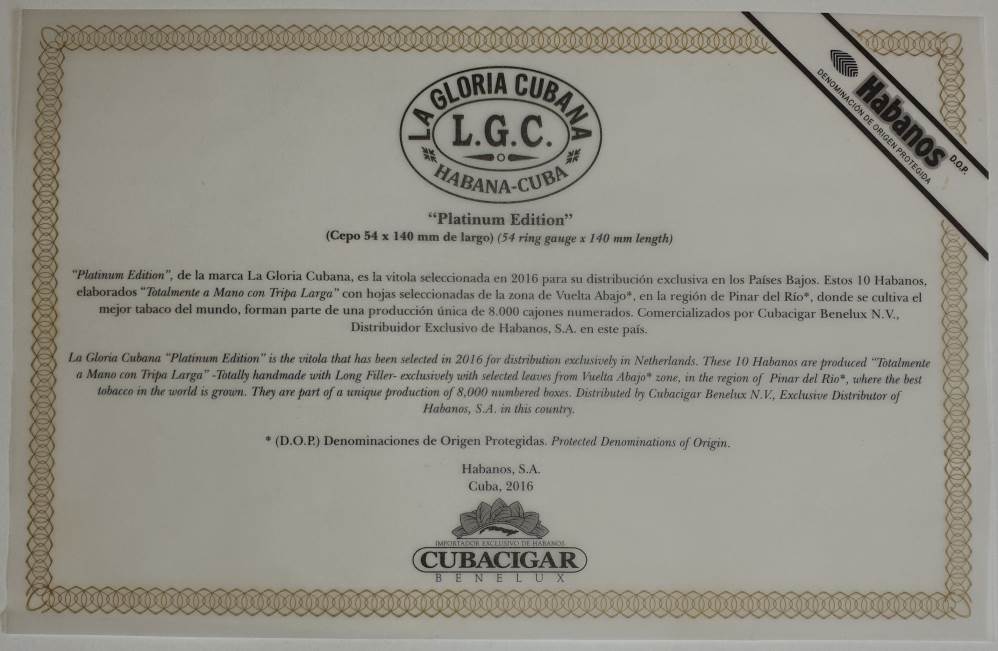 LA GLORIA CUBANA
L.G.C.
HABANA-CUBA
Habanos D.O.P.
DENOMINACIÓN DE ORIGEN PROTEGIDA
“Platinum Edition”
(Cepo 54 x 140 mm de largo) (54 ring gauge x 140 mm length)
“Platinum Edition”, de la marca La Gloria Cubana, es la vitola seleccionada en 2016 para su distribución exclusiva en los Países Bajos. Estos 10 Habanos,
elaborados “Totalmente a Mano con Tripa Larga” con hojas seleccionadas de la zona de Vuelta Abajo*, en la región de Pinar del Río*, donde se cultiva el
mejor tabaco del mundo, forman parte de una producción única de 8.000 cajones numerados. Comercializados por Cubacigar Benelux N.V.,
Distribuidor Exclusivo de Habanos, S.A. en este país.
La Gloria Cubana “Platinum Edition” is the vitola that has been selected in 2016 for distribution exclusively in Netherlands. These 10 Habanos are produced “Totalmente
a Mano con Tripa Larga” -Totally handmade with Long Filler- exclusively with selected leaves from Vuelta Abajo* zone, in the region of Pinar del Río*, where the best
tobacco in the world is grown. They are part of a unique production of 8,000 numbered boxes. Distributed by Cubacigar Benelux N.V., Exclusive Distributor of
Habanos, S.A. in this country.
* (D.O.P.) Denominaciones de Origen Protegidas. Protected Denominations of Origin.
Habanos, S.A.
Cuba, 2016
IMPORTADOR EXCLUSIVO DE HABANOS
CUBACIGAR
BENELUX